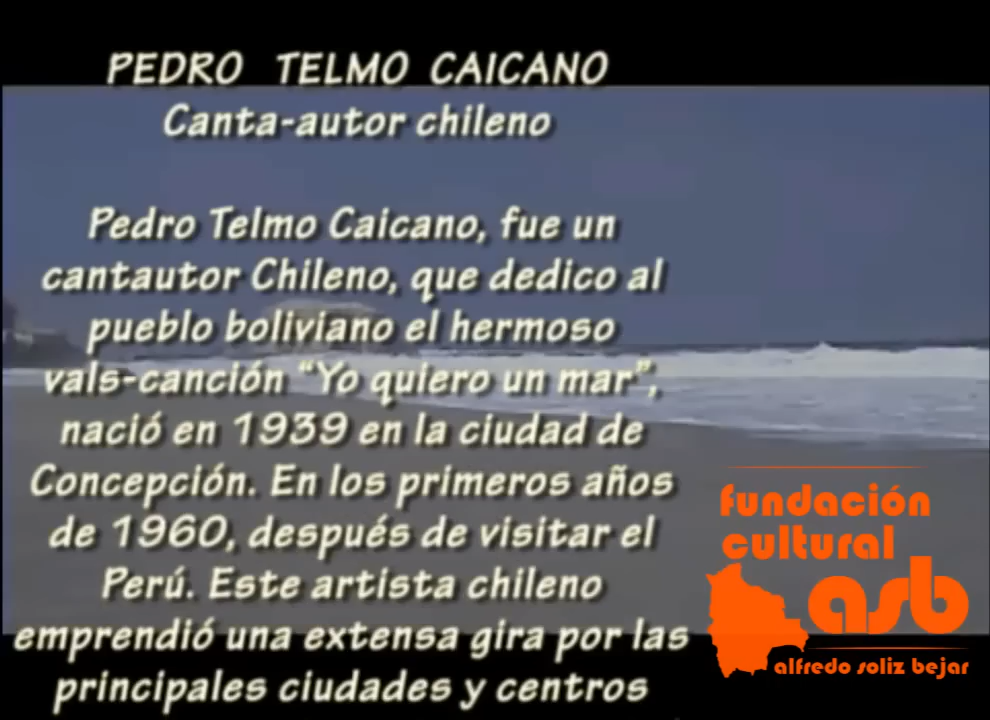 PEDRO TELMO CAICANO
Canta-autor chileno
Pedro Telmo Caicano, fue un
cantautor Chileno, que dedico al
pueblo boliviano el hermoso
vals-canción "Yo quiero un mar",
nació en 1939 en la ciudad de
Concepción. En los primeros años
de 1960, después de visitar el
Perú. Este artista chileno
emprendió una extensa gira por las
principales ciudades y centros
fundación
cultural
asb
alfredo soliz bejar